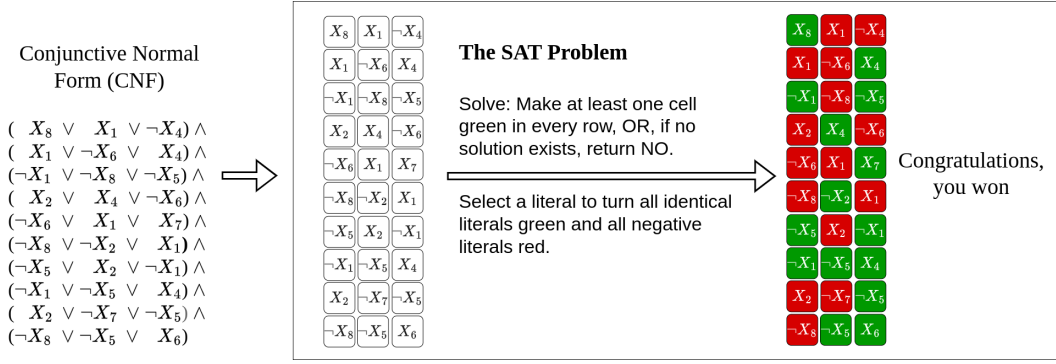 Conjunctive Normal
Form (CNF)
( X₈ ∨ X₁ ∨ ¬X₄) ∧
( X₁ ∨ ¬X₆ ∨ X₄) ∧
(¬X₁ ∨ ¬X₈ ∨ ¬X₅) ∧
( X₂ ∨ X₄ ∨ ¬X₆) ∧
(¬X₆ ∨ X₁ ∨ X₇) ∧
(¬X₈ ∨ ¬X₂ ∨ X₁) ∧
(¬X₅ ∨ X₂ ∨ ¬X₁) ∧
(¬X₁ ∨ ¬X₅ ∨ X₄) ∧
( X₂ ∨ ¬X₇ ∨ ¬X₅) ∧
(¬X₈ ∨ ¬X₅ ∨ X₆)
X₈ X₁ ¬X₄
X₁ ¬X₆ X₄
¬X₁ ¬X₈ ¬X₅
X₂ X₄ ¬X₆
¬X₆ X₁ X₇
¬X₈ ¬X₂ X₁
¬X₅ X₂ ¬X₁
¬X₁ ¬X₅ X₄
X₂ ¬X₇ ¬X₅
¬X₈ ¬X₅ X₆
The SAT Problem
Solve: Make at least one cell
green in every row, OR, if no
solution exists, return NO.
Select a literal to turn all identical
literals green and all negative
literals red.
X₈ X₁ ¬X₄
X₁ ¬X₆ X₄
¬X₁ ¬X₈ ¬X₅
X₂ X₄ ¬X₆
¬X₆ X₁ X₇
¬X₈ ¬X₂ X₁
¬X₅ X₂ ¬X₁
¬X₁ ¬X₅ X₄
X₂ ¬X₇ ¬X₅
¬X₈ ¬X₅ X₆
Congratulations,
you won